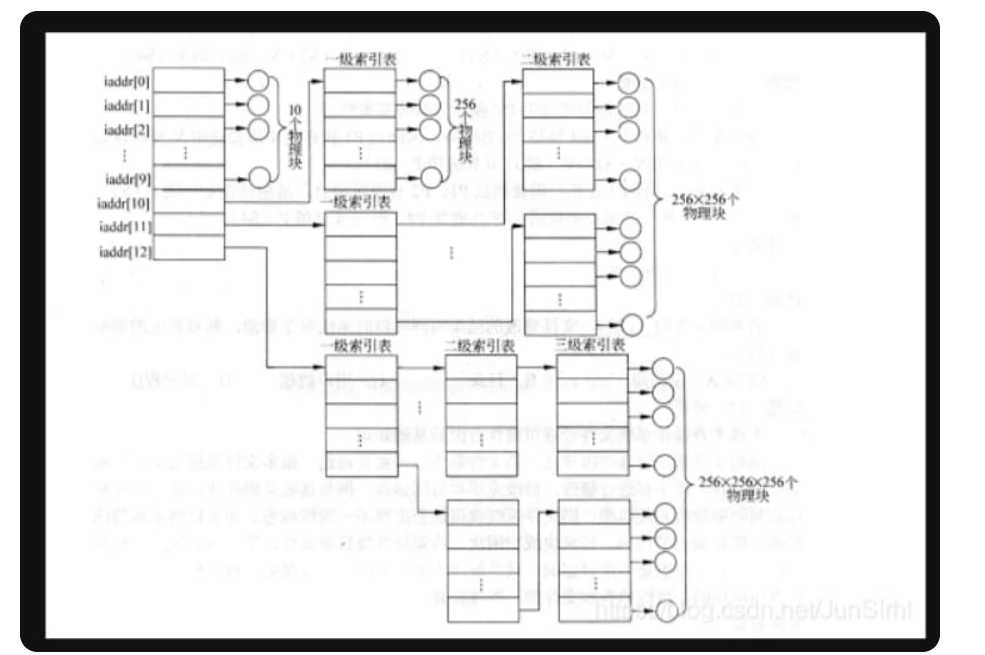 一级索引表
二级索引表
iaddr[0]
iaddr[1]
iaddr[2]
⋮
iaddr[9]
iaddr[10]
iaddr[11]
iaddr[12]
⋮
10个物理块
⋮
256个物理块
⋮
256×256个
物理块
一级索引表
⋮
⋮
⋮
一级索引表
二级索引表
三级索引表
⋮
⋮
⋮
⋮
256×256×256个
物理块
⋮
⋮
https://blog.csdn.net/JunSIrhl